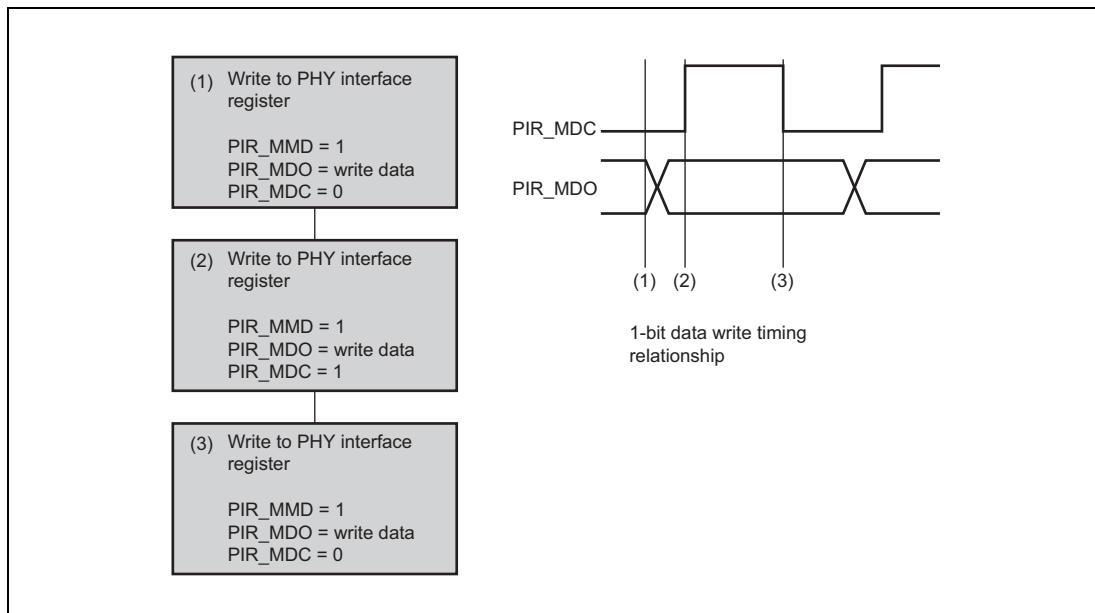 (1) Write to PHY interface
register
PIR_MMD = 1
PIR_MDO = write data
PIR_MDC = 0
(2) Write to PHY interface
register
PIR_MMD = 1
PIR_MDO = write data
PIR_MDC = 1
(3) Write to PHY interface
register
PIR_MMD = 1
PIR_MDO = write data
PIR_MDC = 0
PIR_MDC
PIR_MDO
(1) (2) (3)
1-bit data write timing
relationship